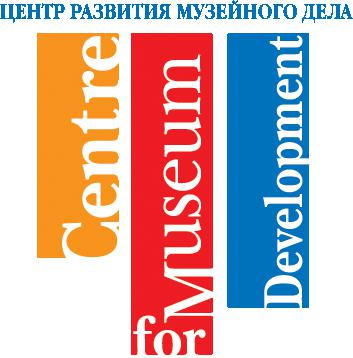 ЦЕНТР РАЗВИТИЯ МУЗЕЙНОГО ДЕЛА
Centre
for Museum
Development